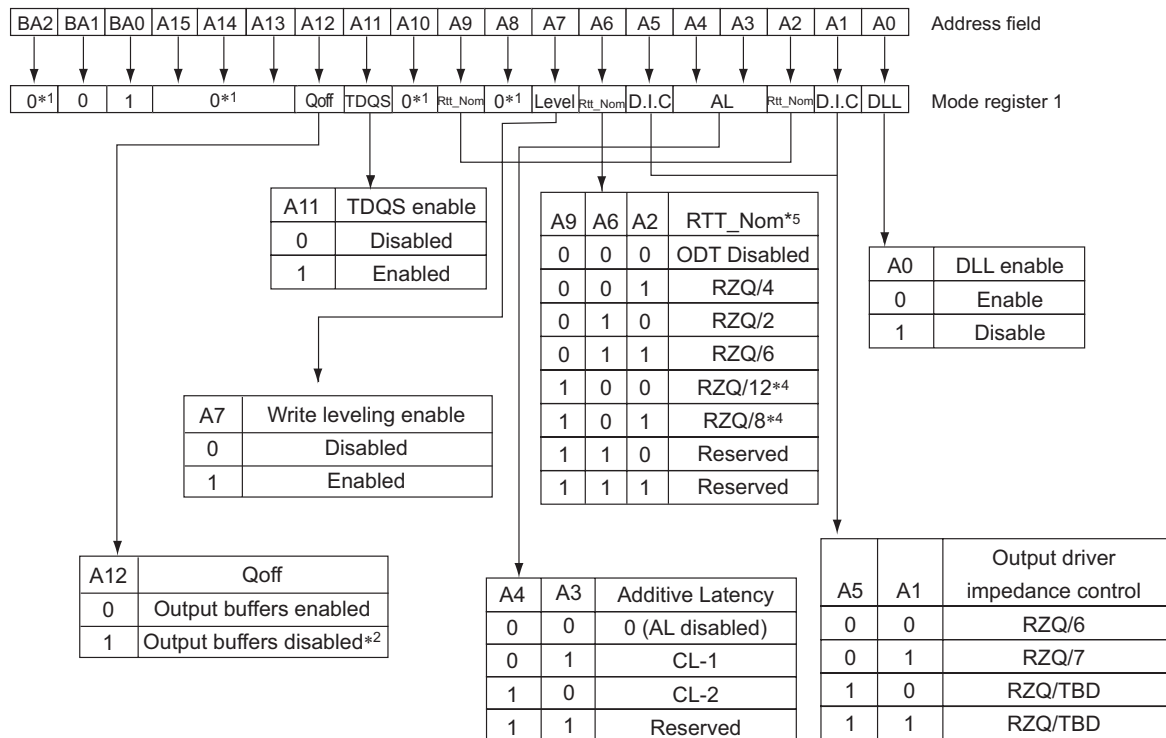 BA2 BA1 BA0 A15 A14 A13 A12 A11 A10 A9 A8 A7 A6 A5 A4 A3 A2 A1 A0 Address field
0*1 0 1 0*1 Qoff TDQS 0*1 Rtt_Nom 0*1 Level Rtt_Nom D.I.C AL Rtt_Nom D.I.C DLL Mode register 1
A11 TDQS enable
0 Disabled
1 Enabled
A9 A6 A2 RTT_Nom*5
0 0 0 ODT Disabled
0 0 1 RZQ/4
0 1 0 RZQ/2
0 1 1 RZQ/6
1 0 0 RZQ/12*4
1 0 1 RZQ/8*4
1 1 0 Reserved
1 1 1 Reserved
A0 DLL enable
0 Enable
1 Disable
A7 Write leveling enable
0 Disabled
1 Enabled
A12 Qoff
0 Output buffers enabled
1 Output buffers disabled*2
A4 A3 Additive Latency
0 0 0 (AL disabled)
0 1 CL-1
1 0 CL-2
1 1 Reserved
Output driver
A5 A1 impedance control
0 0 RZQ/6
0 1 RZQ/7
1 0 RZQ/TBD
1 1 RZQ/TBD